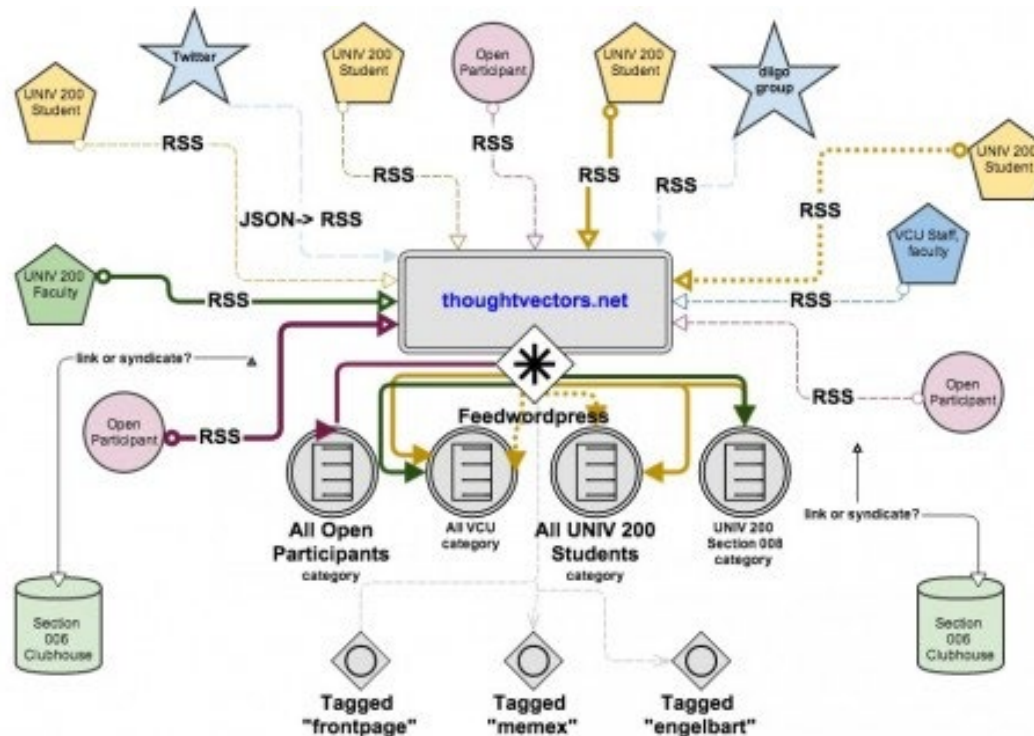 Twitter
UNIV 200
Student
Open
Participant
UNIV 200
Student
diigo
group
UNIV 200
Student
UNIV 200
Student
RSS
RSS
RSS
RSS
RSS
RSS
JSON-> RSS
VCU Staff,
faculty
UNIV 200
Faculty
RSS
thoughtvectors.net
RSS
link or syndicate?
Open
Participant
RSS
Feedwordpress
RSS
Open
Participant
All Open
Participants
category
All VCU
category
All UNIV 200
Students
category
UNIV 200
Section 008
category
link or syndicate?
Section
006
Clubhouse
Section
006
Clubhouse
Tagged
"frontpage"
Tagged
"memex"
Tagged
"engelbart"